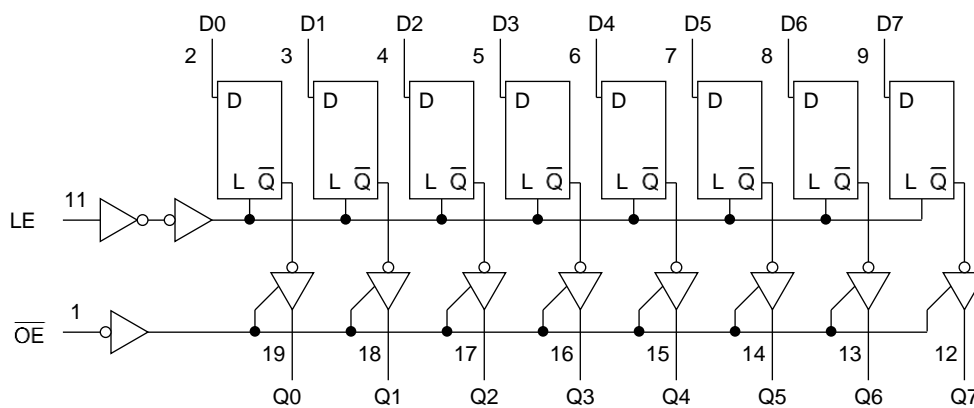 D0 D1 D2 D3 D4 D5 D6 D7
2 3 4 5 6 7 8 9
D D D D D D D D
L Q̅ L Q̅ L Q̅ L Q̅ L Q̅ L Q̅ L Q̅ L Q̅
11
LE
1
O̅E̅
19 18 17 16 15 14 13 12
Q0 Q1 Q2 Q3 Q4 Q5 Q6 Q7